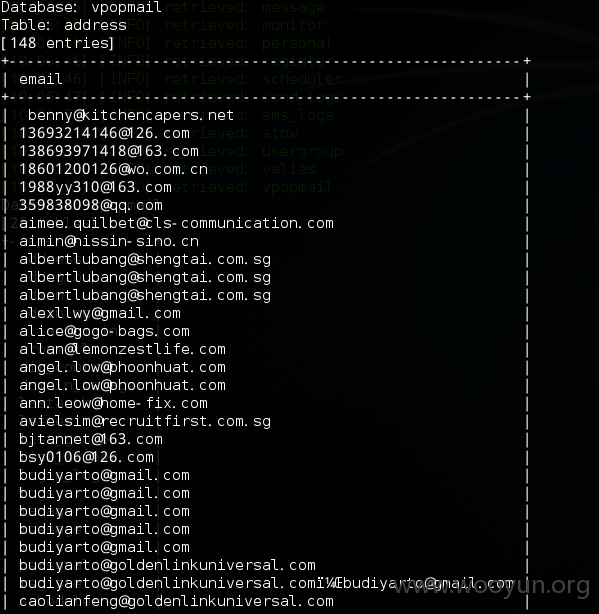 Database: vpopmail
Table: address
[148 entries]
+---------------------------------------------------------+
| email |
+---------------------------------------------------------+
| benny@kitchencapers.net |
| 13693214146@126.com |
| 138693971418@163.com |
| 18601200126@wo.com.cn |
| 1988yy310@163.com |
| 359838098@qq.com |
| aimee.quilbet@cls-communication.com |
| aimin@nissin-sino.cn |
| albertlubang@shengtai.com.sg |
| albertlubang@shengtai.com.sg |
| albertlubang@shengtai.com.sg |
| alexllwy@gmail.com |
| alice@gogo-bags.com |
| allan@lemonzestlife.com |
| angel.low@phoonhuat.com |
| angel.low@phoonhuat.com |
| ann.leow@home-fix.com |
| avielsim@recruitfirst.com.sg |
| bjtannet@163.com |
| bsy0106@126.com |
| budiyarto@gmail.com |
| budiyarto@gmail.com |
| budiyarto@gmail.com |
| budiyarto@gmail.com |
| budiyarto@gmail.com |
| budiyarto@goldenlinkuniversal.com |
| budiyarto@goldenlinkuniversal.comï¼Œbudiyarto@gmail.com |
| caolianfeng@goldenlinkuniversal.com |
www.wooyun.org